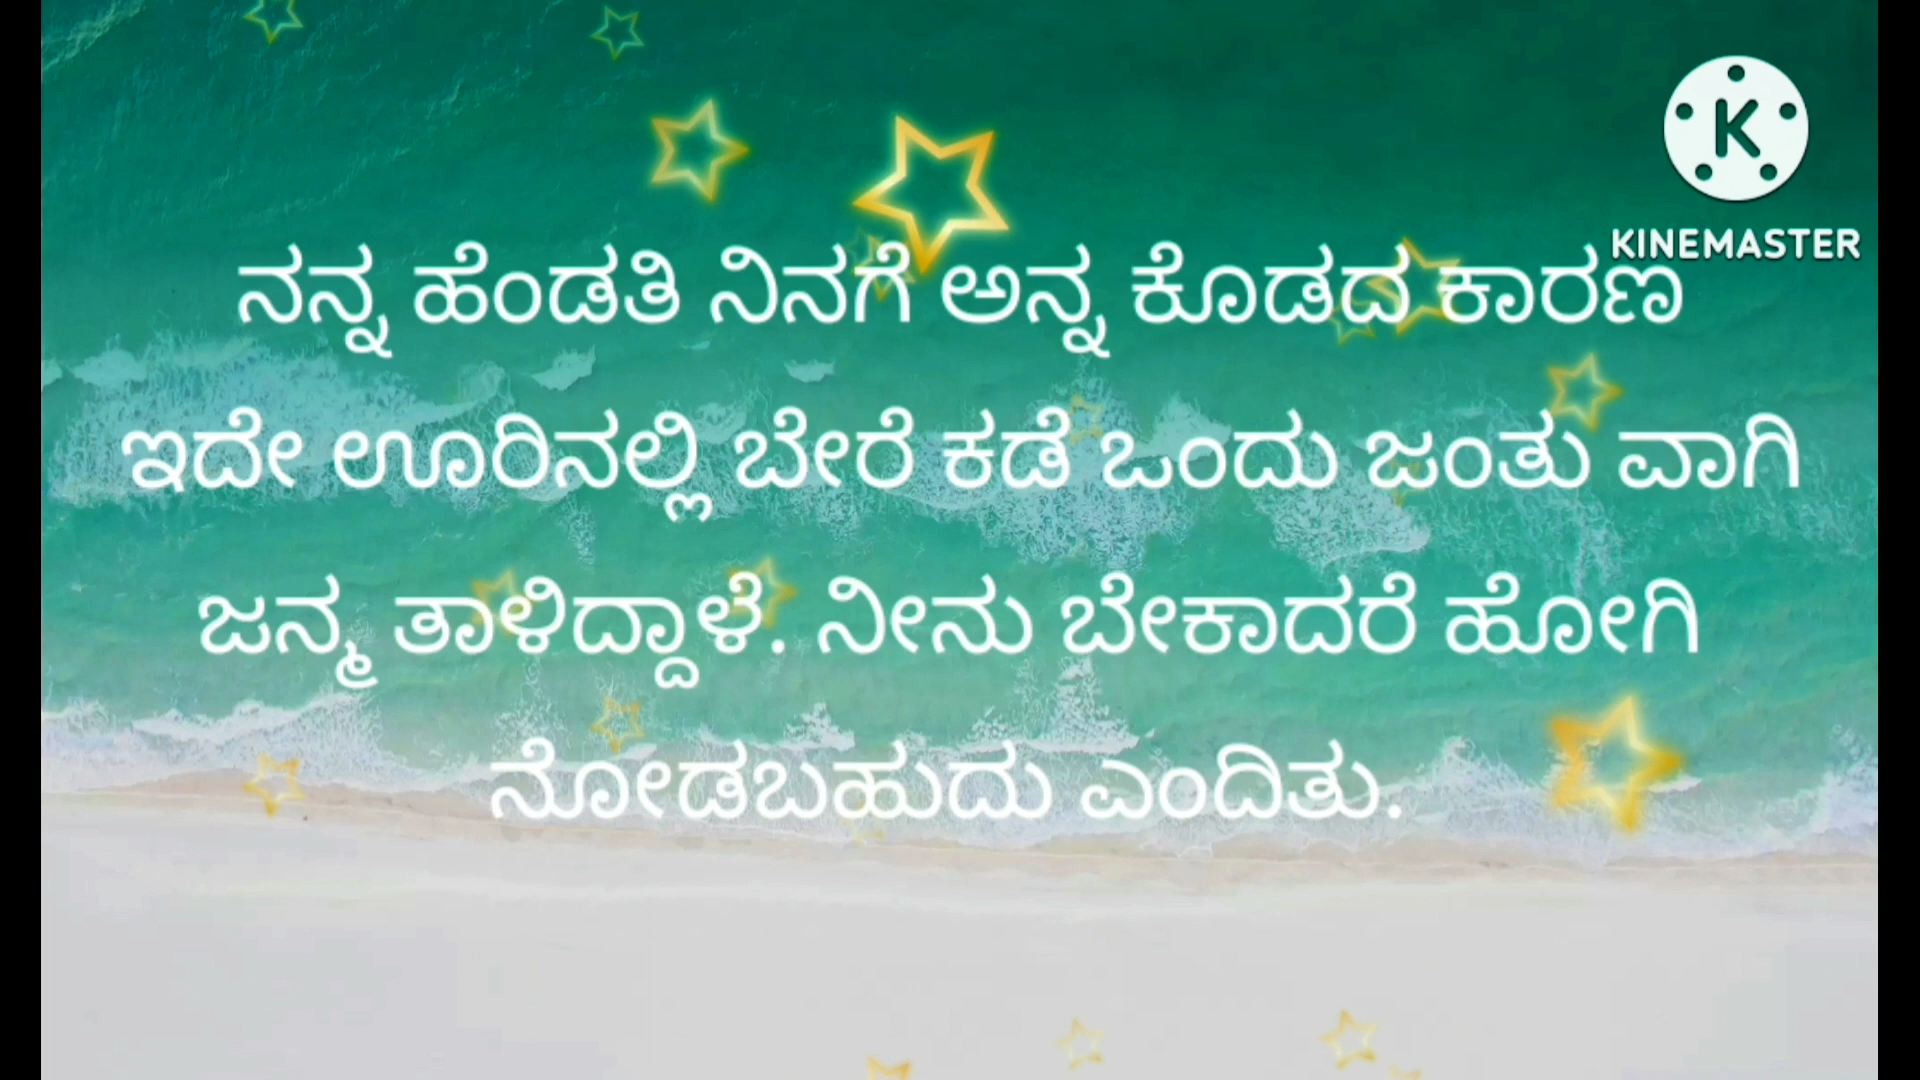 KINEMASTER
ನನ್ನ ಹೆಂಡತಿ ನಿನಗೆ ಅನ್ನ ಕೊಡದ ಕಾರಣ
ಇದೇ ಊರಿನಲ್ಲಿ ಬೇರೆ ಕಡೆ ಒಂದು ಜಂತು ವಾಗಿ
ಜನ್ಮ ತಾಳಿದ್ದಾಳೆ. ನೀನು ಬೇಕಾದರೆ ಹೋಗಿ
ನೋಡಬಹುದು ಎಂದಿತು.